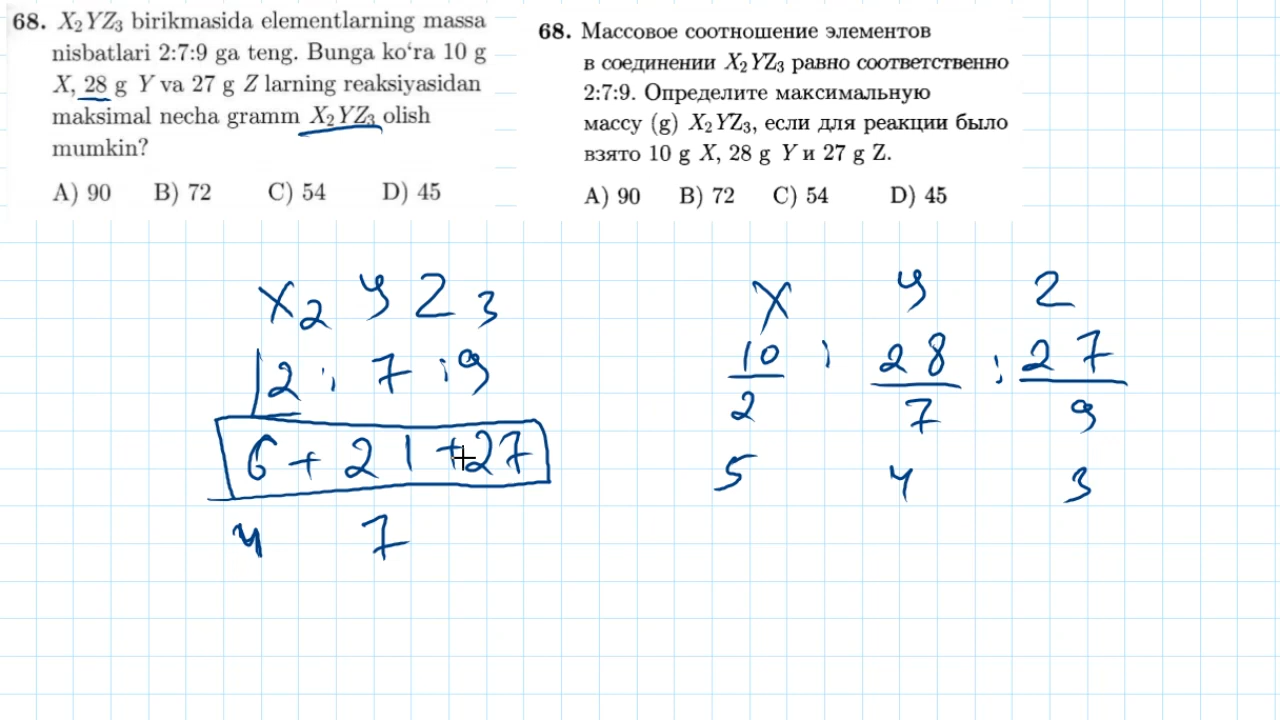 68. X₂YZ₃ birikmasida elementlarning massa
nisbatlari 2:7:9 ga teng. Bunga ko‘ra 10 g
X, 28 g Y va 27 g Z larning reaksiyasidan
maksimal necha gramm X₂YZ₃ olish
mumkin?
A) 90 B) 72 C) 54 D) 45
68. Массовое соотношение элементов
в соединении X₂YZ₃ равно соответственно
2:7:9. Определите максимальную
массу (g) X₂YZ₃, если для реакции было
взято 10 g X, 28 g Y и 27 g Z.
A) 90 B) 72 C) 54 D) 45
X₂ Y Z₃
2 : 7 : 9
6 + 21 + 27
4 7
X Y Z
10 : 28 : 27
2 7 9
5 4 3